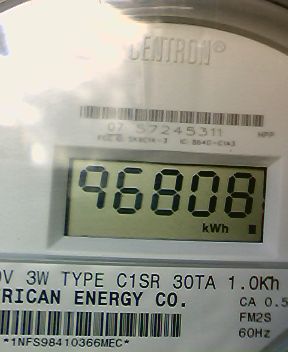 CENTRON®
07 57245311 NPP
96808
kWh
0V 3W TYPE C1SR 30TA 1.0Kh
RICAN ENERGY CO.
CA 0.5
FM2S
60Hz
*1NFS98410366MEC*